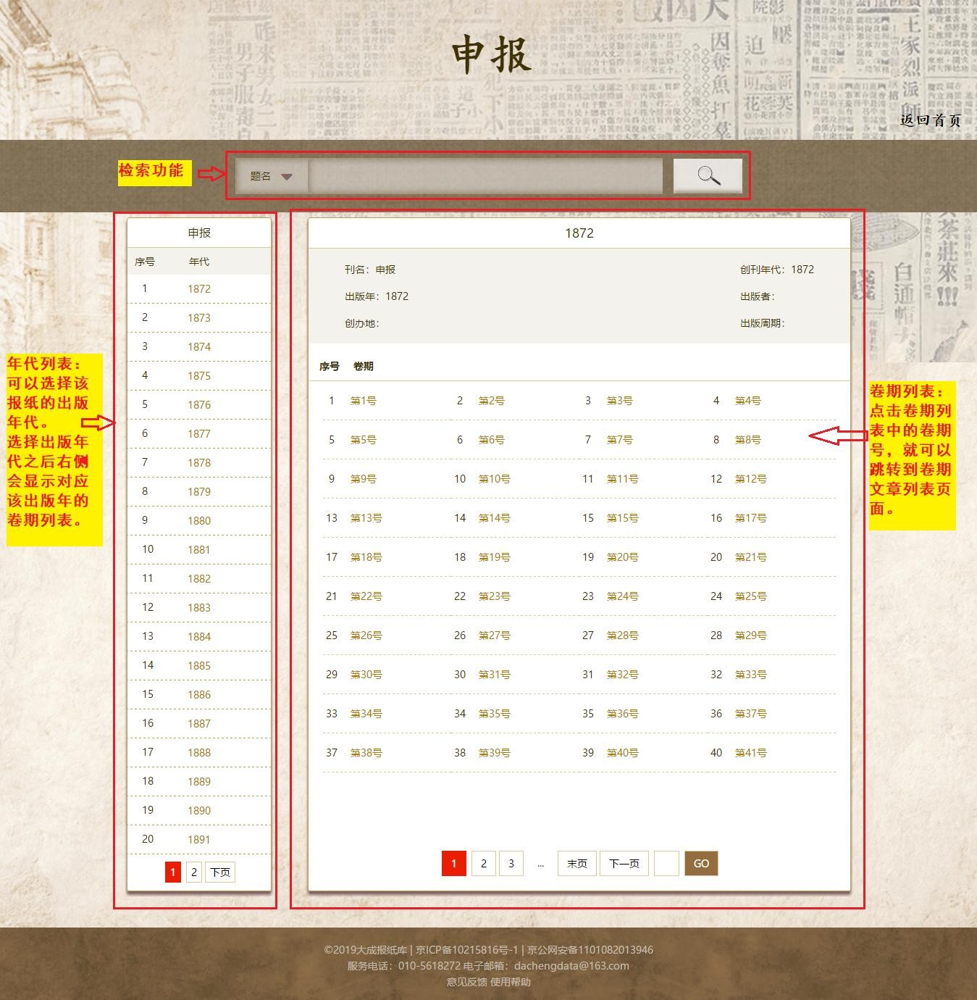 申报
返回首页
检索功能
题名
申报
序号 年代
1 1872
2 1873
3 1874
4 1875
5 1876
6 1877
7 1878
8 1879
9 1880
10 1881
11 1882
12 1883
13 1884
14 1885
15 1886
16 1887
17 1888
18 1889
19 1890
20 1891
1 2 下页
年代列表：
可以选择该
报纸的出版
年代。
选择出版年
代之后右侧
会显示对应
该出版年的
卷期列表。
1872
刊名：申报 创刊年代：1872
出版年：1872 出版者：
创办地： 出版周期：
序号 卷期
1 第1号 2 第2号 3 第3号 4 第4号
5 第5号 6 第6号 7 第7号 8 第8号
9 第9号 10 第10号 11 第11号 12 第12号
13 第13号 14 第14号 15 第15号 16 第17号
17 第18号 18 第19号 19 第20号 20 第21号
21 第22号 22 第23号 23 第24号 24 第25号
25 第26号 26 第27号 27 第28号 28 第29号
29 第30号 30 第31号 31 第32号 32 第33号
33 第34号 34 第35号 35 第36号 36 第37号
37 第38号 38 第39号 39 第40号 40 第41号
1 2 3 ... 末页 下一页 GO
卷期列表：
点击卷期列
表中的卷期
号，就可以
跳转到卷期
文章列表页
面。
©2019大成报纸库 | 京ICP备10215816号-1 | 京公网安备1101082013946
服务电话：010-5618272 电子邮箱：dachengdata@163.com
意见反馈 使用帮助